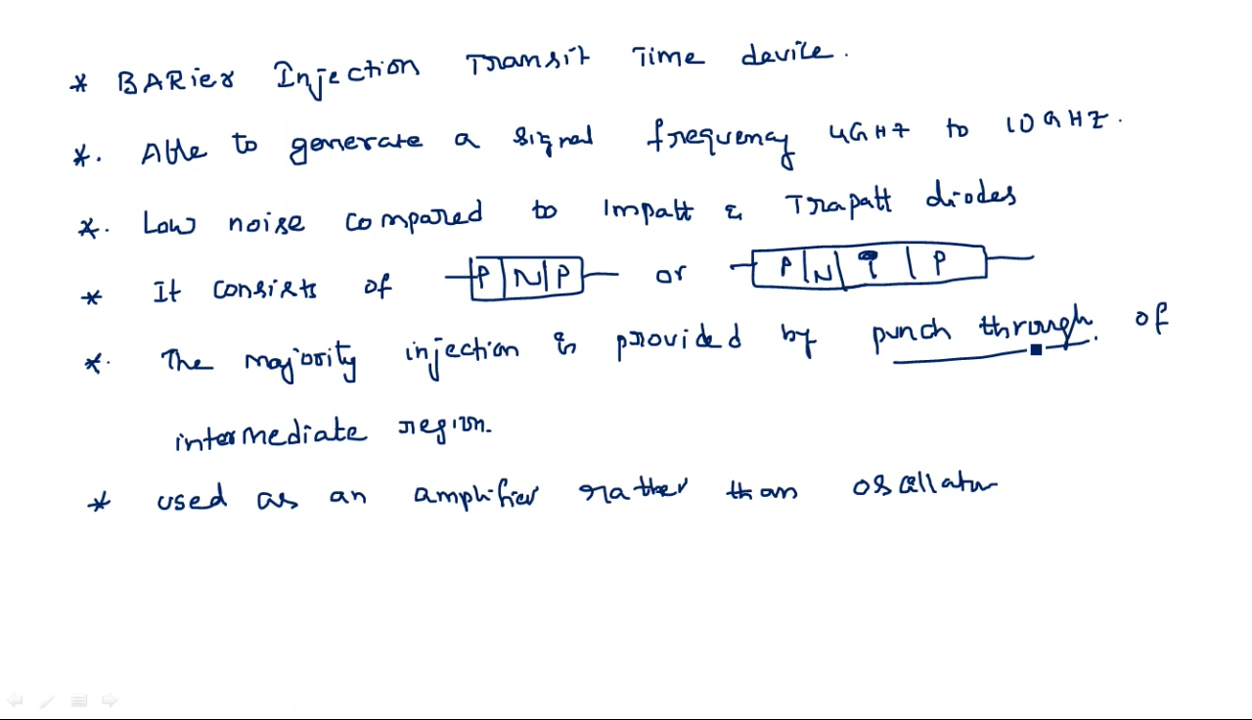 * BARier Injection Transit Time device.
*. Able to generate a signal frequency 4GHz to 10GHz.
*. Low noise compared to Impatt & Trapatt diodes
* It consists of P N P or P N P
*. The majority injection is provided by punch through. of
intermediate region.
* used as an amplifier rather than oscillator